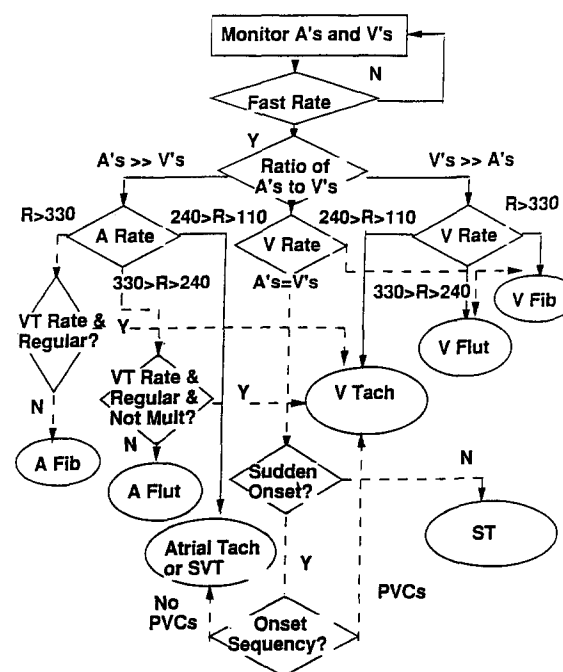 Monitor A's and V's
N
Fast Rate
Y
A's >> V's
Ratio of
A's to V's
V's >> A's
R>330
A Rate
240>R>110
V Rate
240>R>110
V Rate
R>330
330>R>240
A's=V's
330>R>240
V Fib
VT Rate &
Regular?
Y
V Flut
VT Rate &
Regular &
Not Mult?
Y
V Tach
N
A Fib
N
A Flut
Sudden
Onset?
N
ST
Atrial Tach
or SVT
Y
No
PVCs
PVCs
Onset
Sequency?